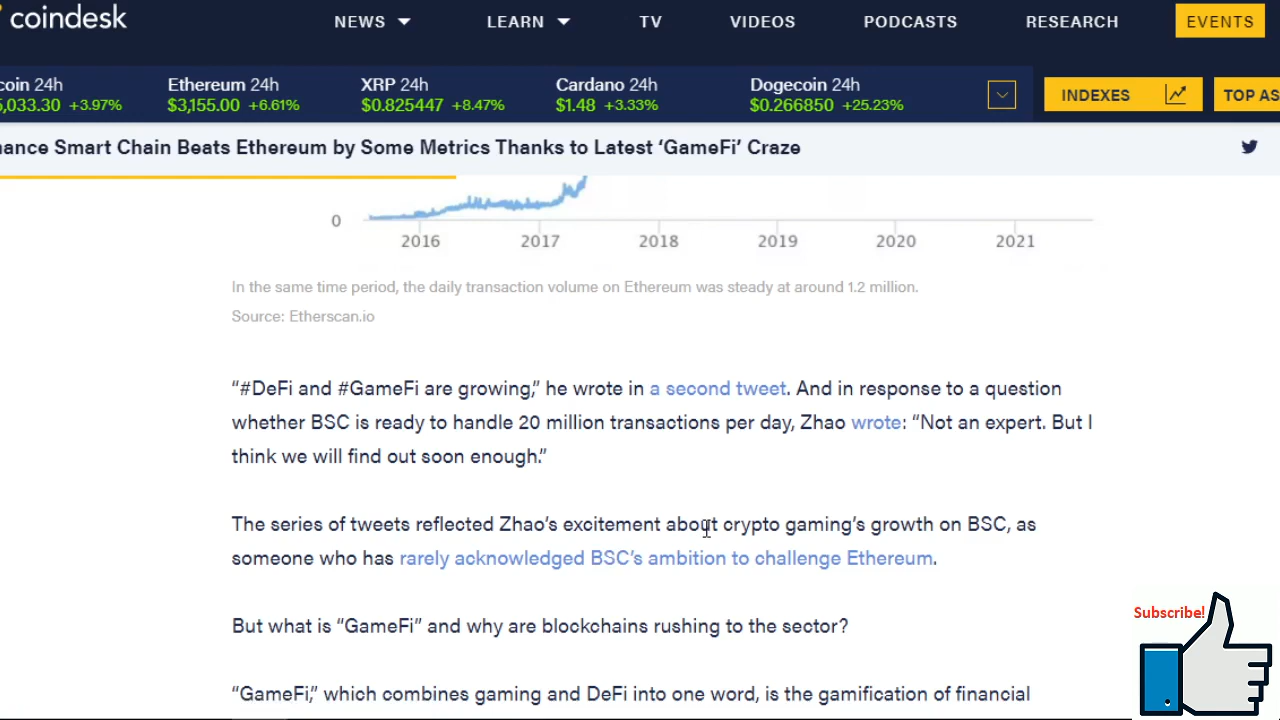 coindesk
NEWS LEARN TV VIDEOS PODCASTS RESEARCH EVENTS
coin 24h Ethereum 24h XRP 24h Cardano 24h Dogecoin 24h
5,033.30 +3.97% $3,155.00 +6.61% $0.825447 +8.47% $1.48 +3.33% $0.266850 +25.23%
INDEXES TOP AS
nance Smart Chain Beats Ethereum by Some Metrics Thanks to Latest ‘GameFi’ Craze
0
2016 2017 2018 2019 2020 2021
In the same time period, the daily transaction volume on Ethereum was steady at around 1.2 million.
Source: Etherscan.io
“#DeFi and #GameFi are growing,” he wrote in a second tweet. And in response to a question
whether BSC is ready to handle 20 million transactions per day, Zhao wrote: “Not an expert. But I
think we will find out soon enough.”
The series of tweets reflected Zhao’s excitement about crypto gaming’s growth on BSC, as
someone who has rarely acknowledged BSC’s ambition to challenge Ethereum.
Subscribe!
But what is “GameFi” and why are blockchains rushing to the sector?
“GameFi,” which combines gaming and DeFi into one word, is the gamification of financial